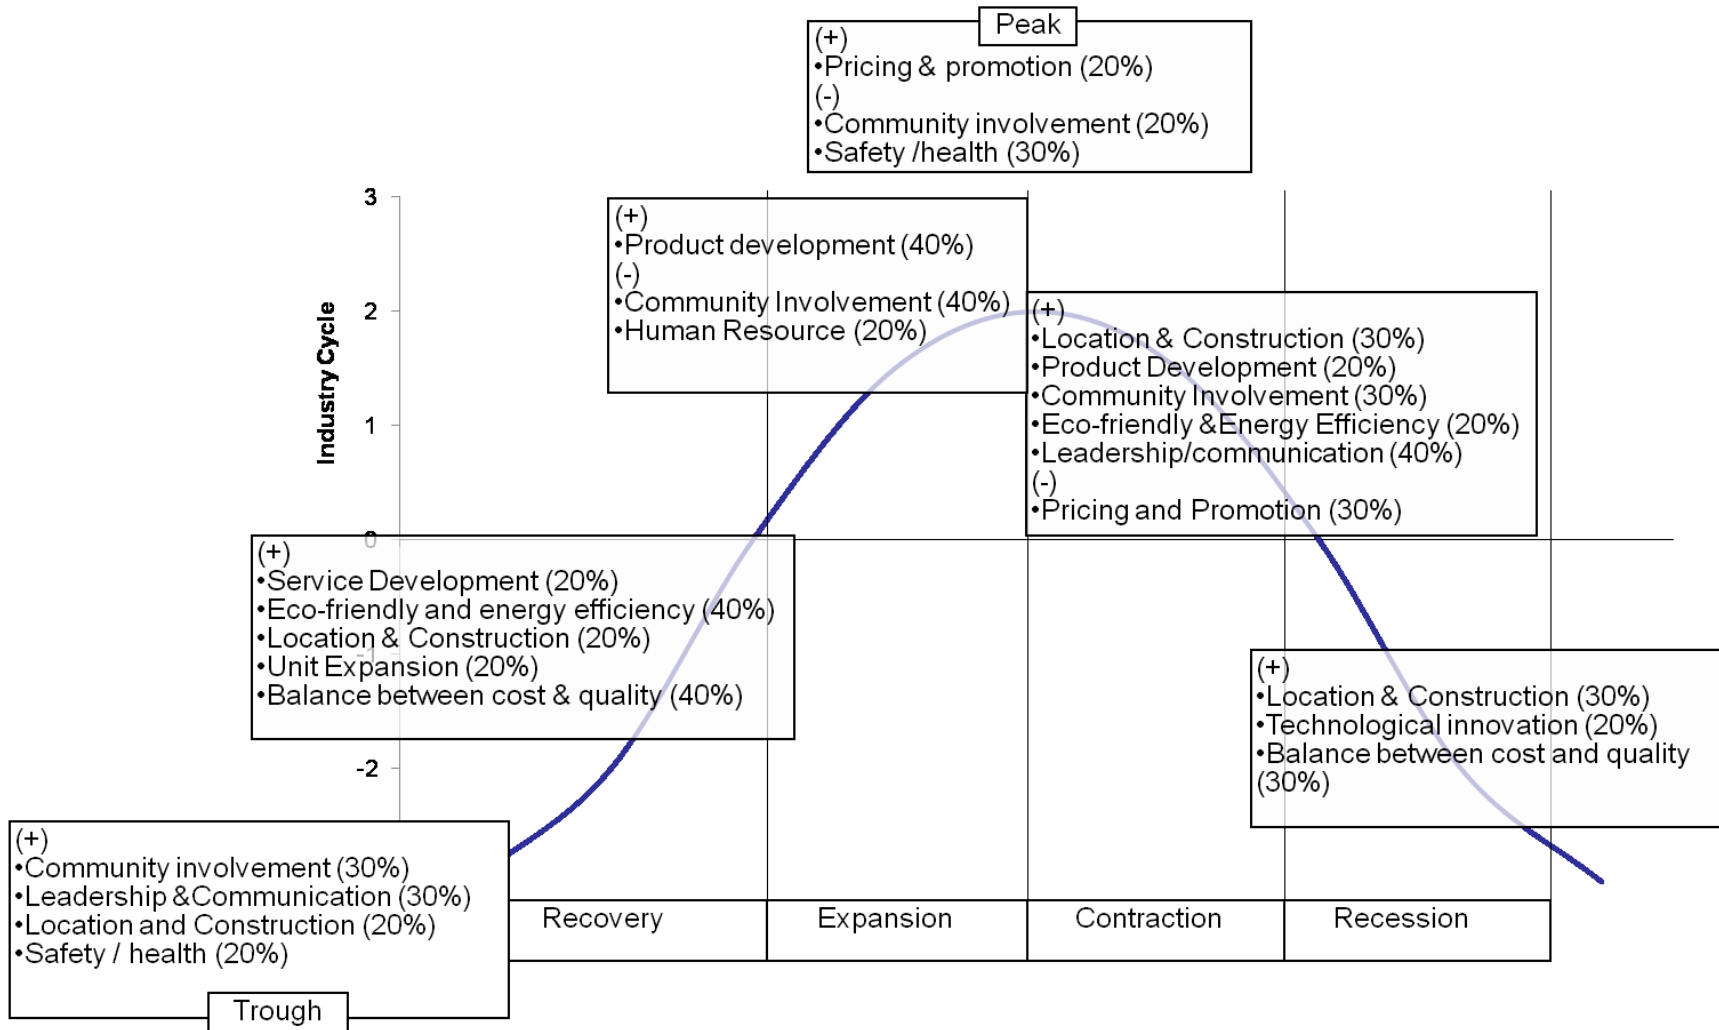 Peak
(+)
•Pricing & promotion (20%)
(-)
•Community involvement (20%)
•Safety /health (30%)
3
2
1
0
-1
-2
Industry Cycle
(+)
•Product development (40%)
(-)
•Community Involvement (40%)
•Human Resource (20%)
(+)
•Location & Construction (30%)
•Product Development (20%)
•Community Involvement (30%)
•Eco-friendly &Energy Efficiency (20%)
•Leadership/communication (40%)
(-)
•Pricing and Promotion (30%)
(+)
•Service Development (20%)
•Eco-friendly and energy efficiency (40%)
•Location & Construction (20%)
•Unit Expansion (20%)
•Balance between cost & quality (40%)
(+)
•Location & Construction (30%)
•Technological innovation (20%)
•Balance between cost and quality
(30%)
(+)
•Community involvement (30%)
•Leadership &Communication (30%)
•Location and Construction (20%)
•Safety / health (20%)
Trough
Recovery
Expansion
Contraction
Recession